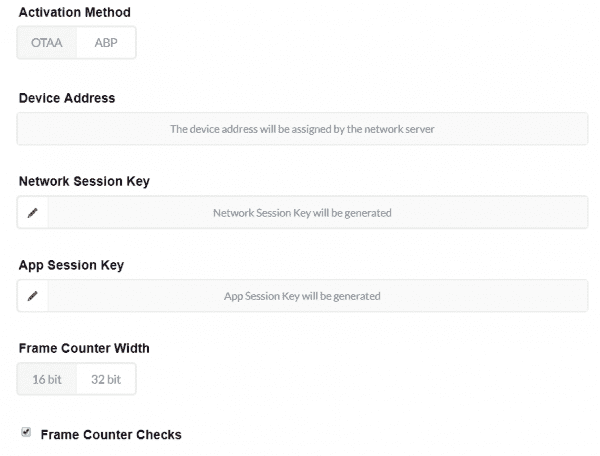 Activation Method
OTAA ABP
Device Address
The device address will be assigned by the network server
Network Session Key
Network Session Key will be generated
App Session Key
App Session Key will be generated
Frame Counter Width
16 bit 32 bit
Frame Counter Checks